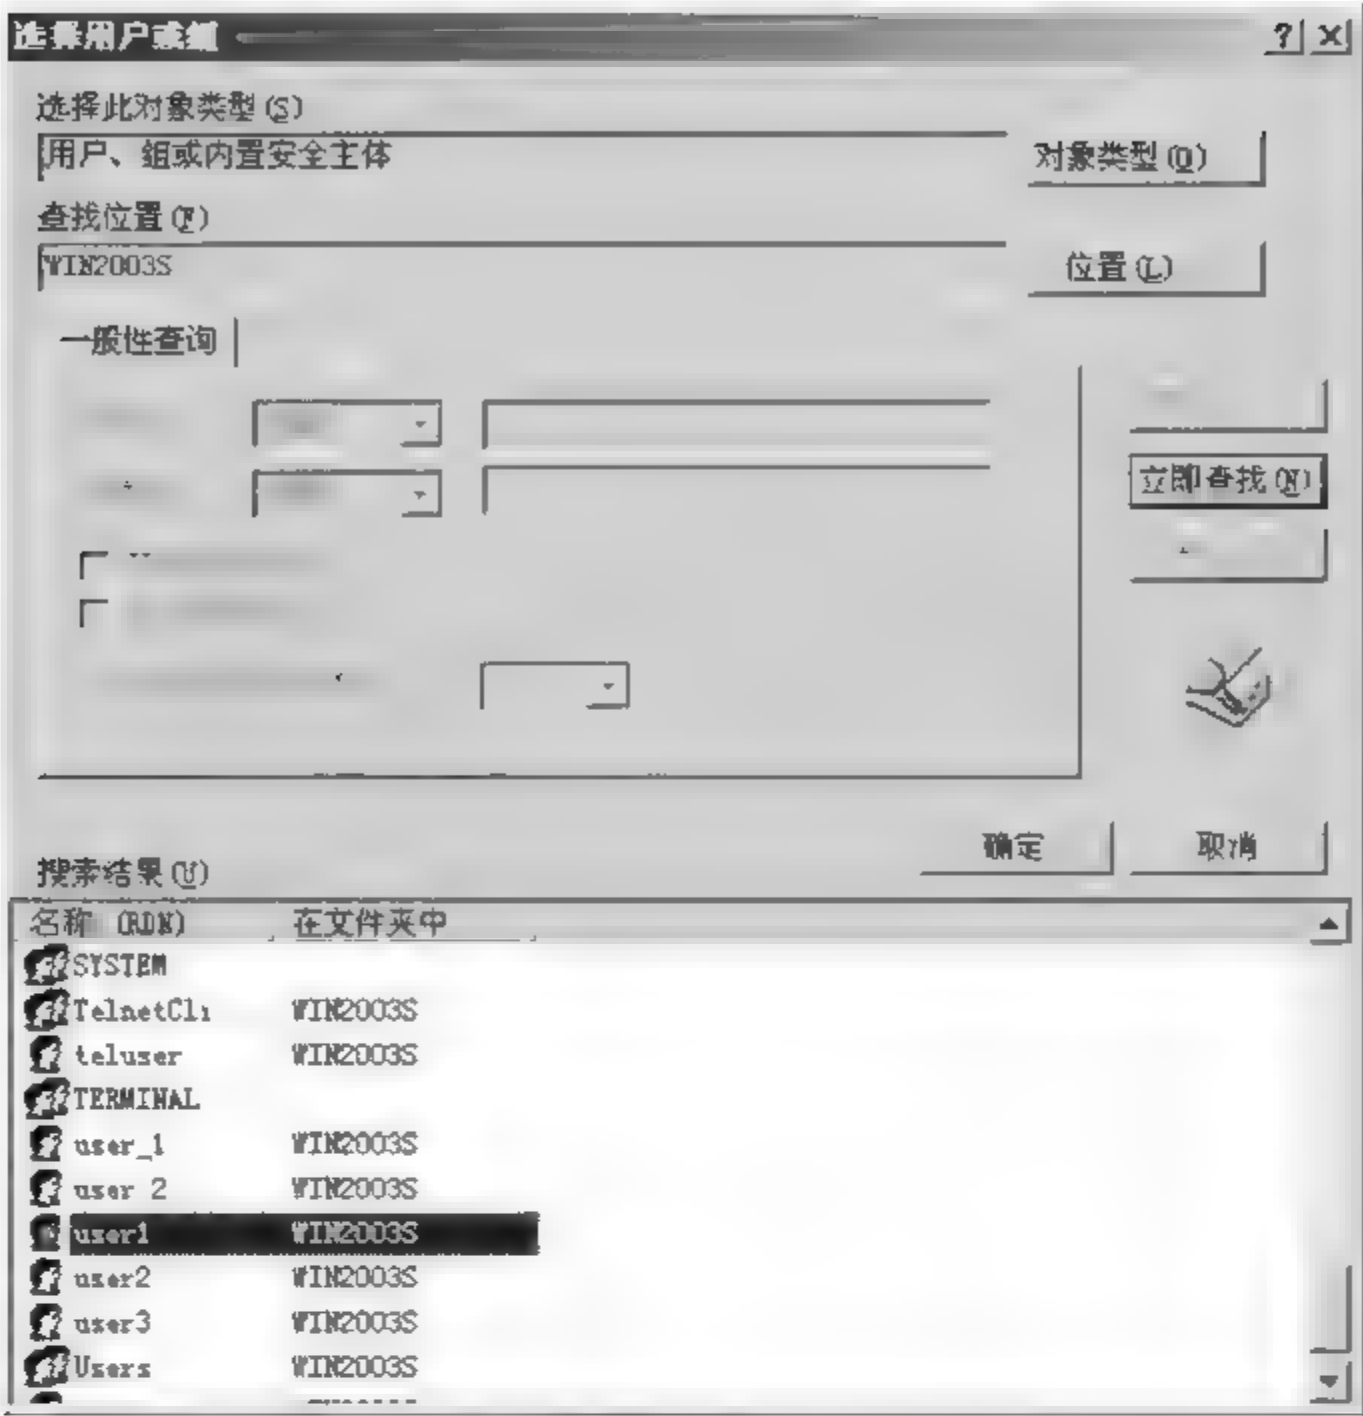 选择用户或组
选择此对象类型(S)
用户、组或内置安全主体
对象类型(O)
查找位置(F)
WIN2003S
位置(L)
一般性查询
立即查找(N)
确定
取消
搜索结果(U)
名称 (RDN) 在文件夹中
SYSTEM
TelnetCli WIN2003S
teluser WIN2003S
TERMINAL
user_1 WIN2003S
user 2 WIN2003S
user1 WIN2003S
user2 WIN2003S
user3 WIN2003S
Users WIN2003S